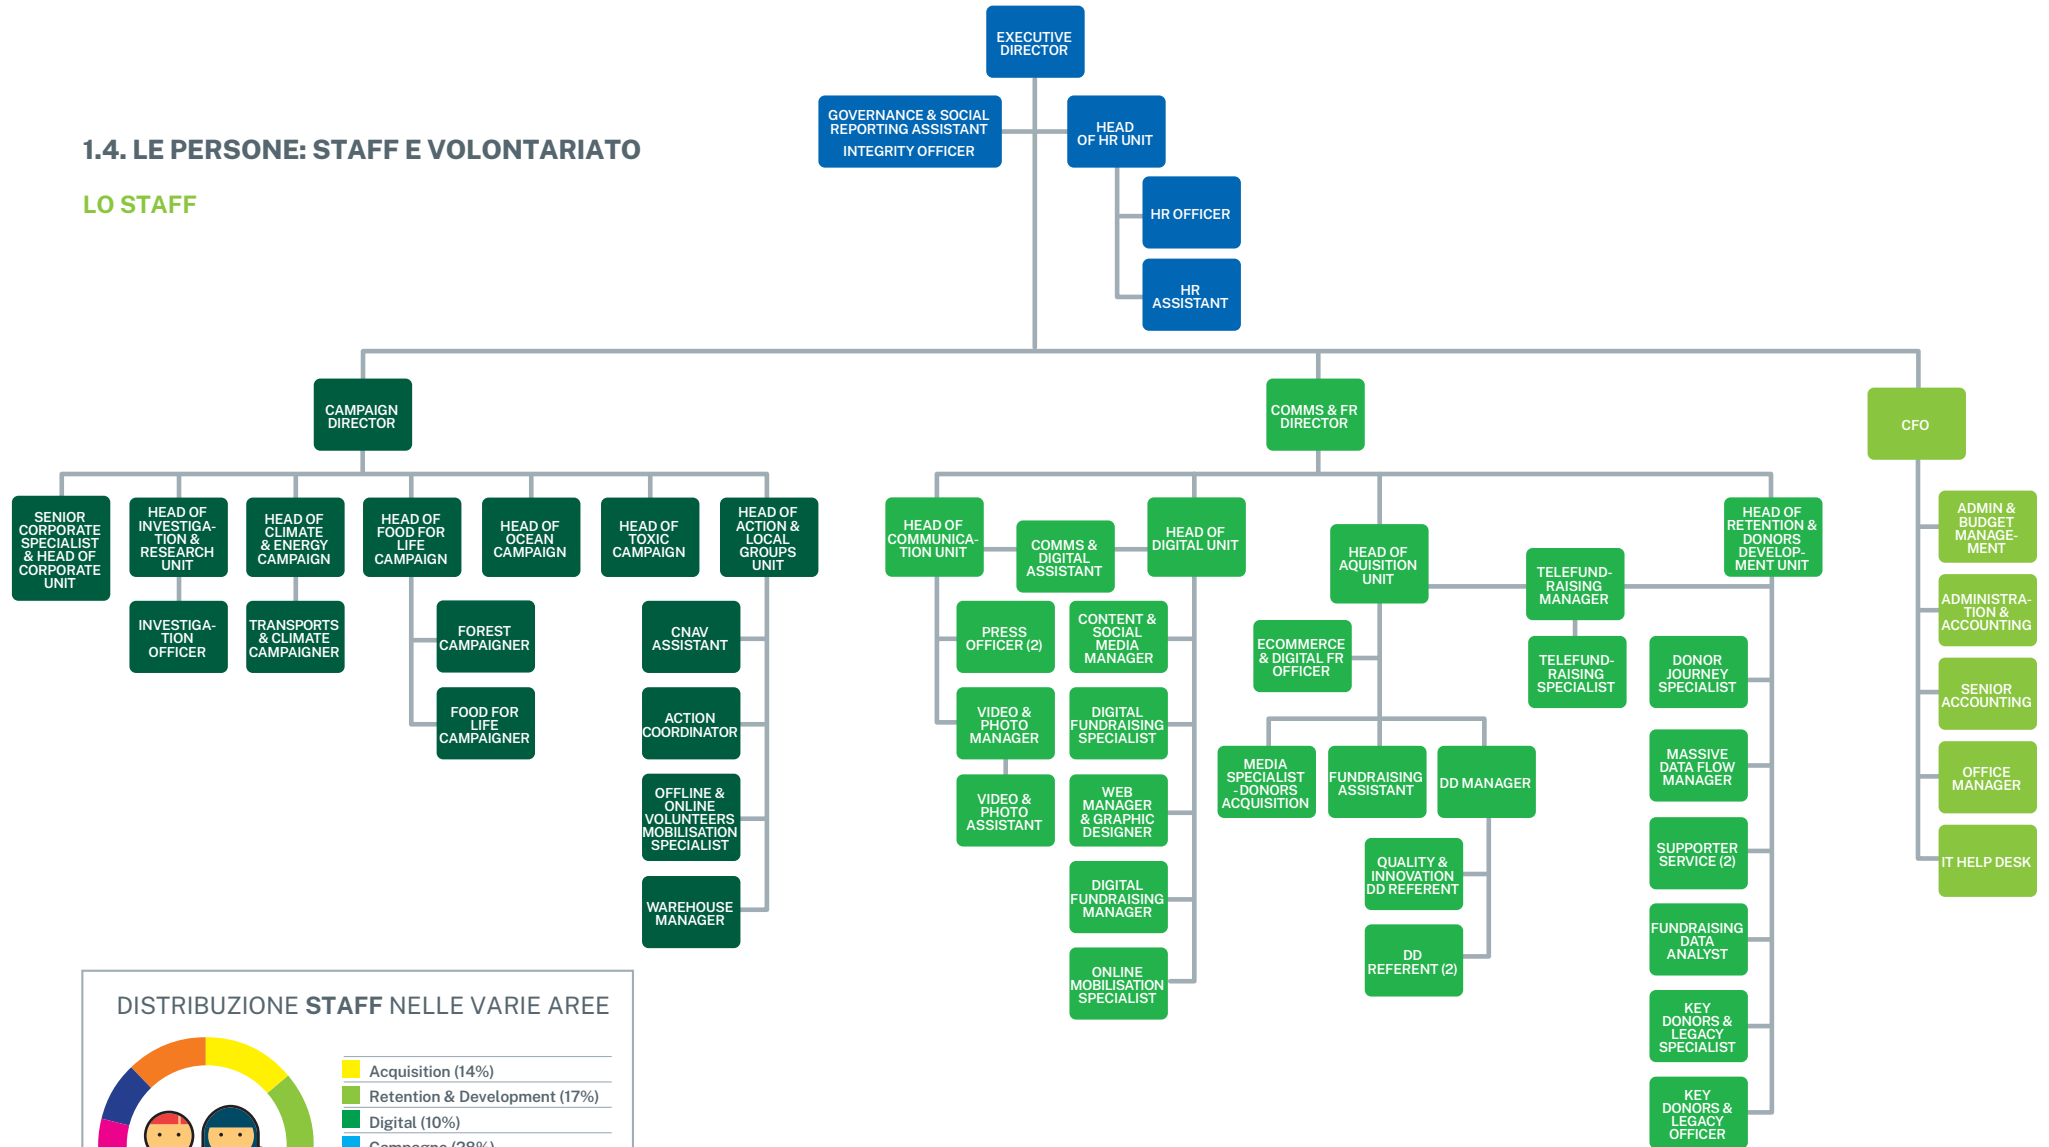 EXECUTIVE
DIRECTOR
GOVERNANCE & SOCIAL
REPORTING ASSISTANT
INTEGRITY OFFICER
HEAD
OF HR UNIT
1.4. LE PERSONE: STAFF E VOLONTARIATO
LO STAFF
HR OFFICER
HR
ASSISTANT
CAMPAIGN
DIRECTOR
COMMS & FR
DIRECTOR
CFO
SENIOR
CORPORATE
SPECIALIST
& HEAD OF
CORPORATE
UNIT
HEAD OF
INVESTIGA-
TION &
RESEARCH
UNIT
HEAD OF
CLIMATE
& ENERGY
CAMPAIGN
HEAD OF
FOOD FOR
LIFE
CAMPAIGN
HEAD OF
OCEAN
CAMPAIGN
HEAD OF
TOXIC
CAMPAIGN
HEAD OF
ACTION &
LOCAL
GROUPS
UNIT
INVESTIGA-
TION
OFFICER
TRANSPORTS
& CLIMATE
CAMPAIGNER
FOREST
CAMPAIGNER
FOOD FOR
LIFE
CAMPAIGNER
CNAV
ASSISTANT
ACTION
COORDINATOR
OFFLINE &
ONLINE
VOLUNTEERS
MOBILISATION
SPECIALIST
WAREHOUSE
MANAGER
HEAD OF
COMMUNICA-
TION UNIT
COMMS &
DIGITAL
ASSISTANT
HEAD OF
DIGITAL UNIT
PRESS
OFFICER (2)
VIDEO &
PHOTO
MANAGER
VIDEO &
PHOTO
ASSISTANT
CONTENT &
SOCIAL
MEDIA
MANAGER
DIGITAL
FUNDRAISING
SPECIALIST
WEB
MANAGER
& GRAPHIC
DESIGNER
DIGITAL
FUNDRAISING
MANAGER
ONLINE
MOBILISATION
SPECIALIST
HEAD OF
AQUISITION
UNIT
ECOMMERCE
& DIGITAL FR
OFFICER
MEDIA
SPECIALIST
-DONORS
ACQUISITION
FUNDRAISING
ASSISTANT
DD MANAGER
QUALITY &
INNOVATION
DD REFERENT
DD
REFERENT (2)
TELEFUND-
RAISING
MANAGER
TELEFUND-
RAISING
SPECIALIST
HEAD OF
RETENTION &
DONORS
DEVELOP-
MENT UNIT
DONOR
JOURNEY
SPECIALIST
MASSIVE
DATA FLOW
MANAGER
SUPPORTER
SERVICE (2)
FUNDRAISING
DATA
ANALYST
KEY
DONORS &
LEGACY
SPECIALIST
KEY
DONORS &
LEGACY
OFFICER
ADMIN &
BUDGET
MANAGE-
MENT
ADMINISTRA-
TION &
ACCOUNTING
SENIOR
ACCOUNTING
OFFICE
MANAGER
IT HELP DESK
DISTRIBUZIONE STAFF NELLE VARIE AREE
Acquisition (14%)
Retention & Development (17%)
Digital (10%)
Campagne (28%)